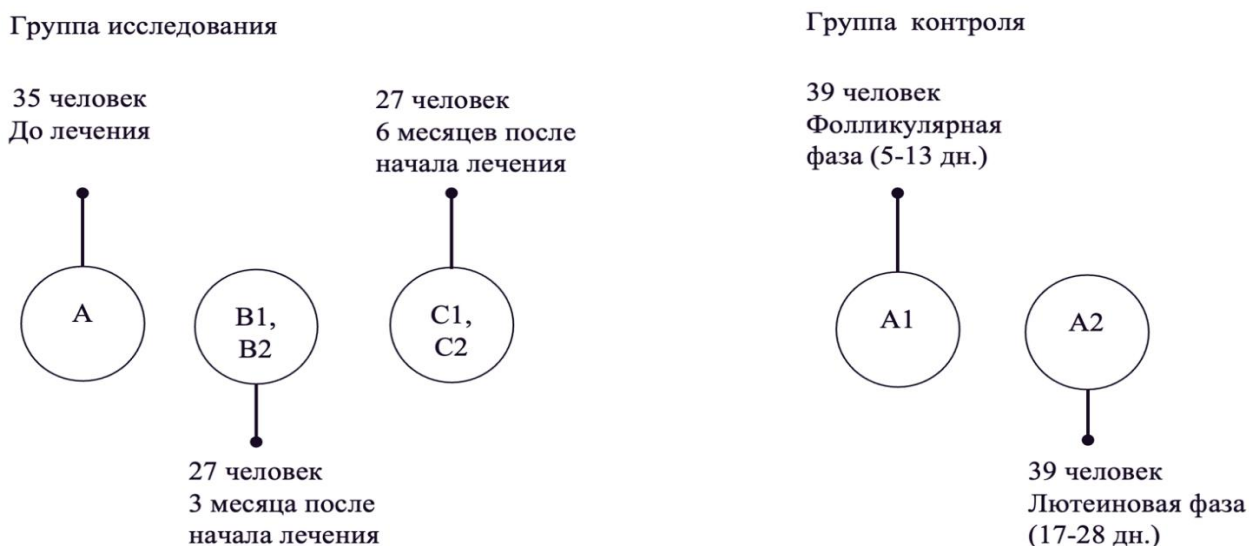 Группа исследования
35 человек
До лечения
27 человек
6 месяцев после
начала лечения
A
B1,
B2
C1,
C2
27 человек
3 месяца после
начала лечения
Группа контроля
39 человек
Фолликулярная
фаза (5-13 дн.)
A1
A2
39 человек
Лютеиновая фаза
(17-28 дн.)